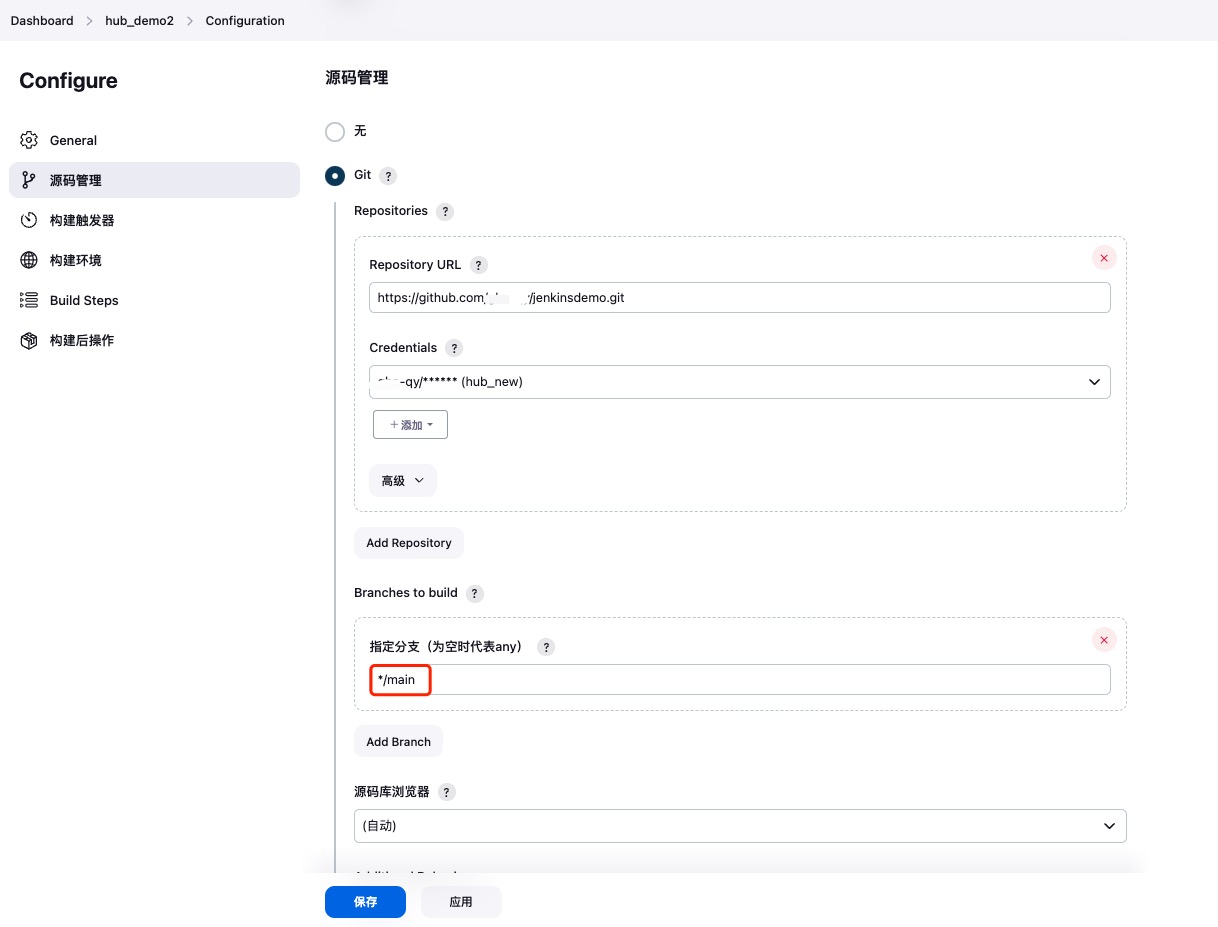 Dashboard > hub_demo2 > Configuration
Configure
General
源码管理
构建触发器
构建环境
Build Steps
构建后操作
源码管理
无
Git ?
Repositories ?
Repository URL ?
https://github.com/ /jenkinsdemo.git
Credentials ?
-qy/****** (hub_new)
+ 添加
高级
Add Repository
Branches to build ?
指定分支（为空时代表any） ?
*/main
Add Branch
源码库浏览器 ?
(自动)
保存
应用